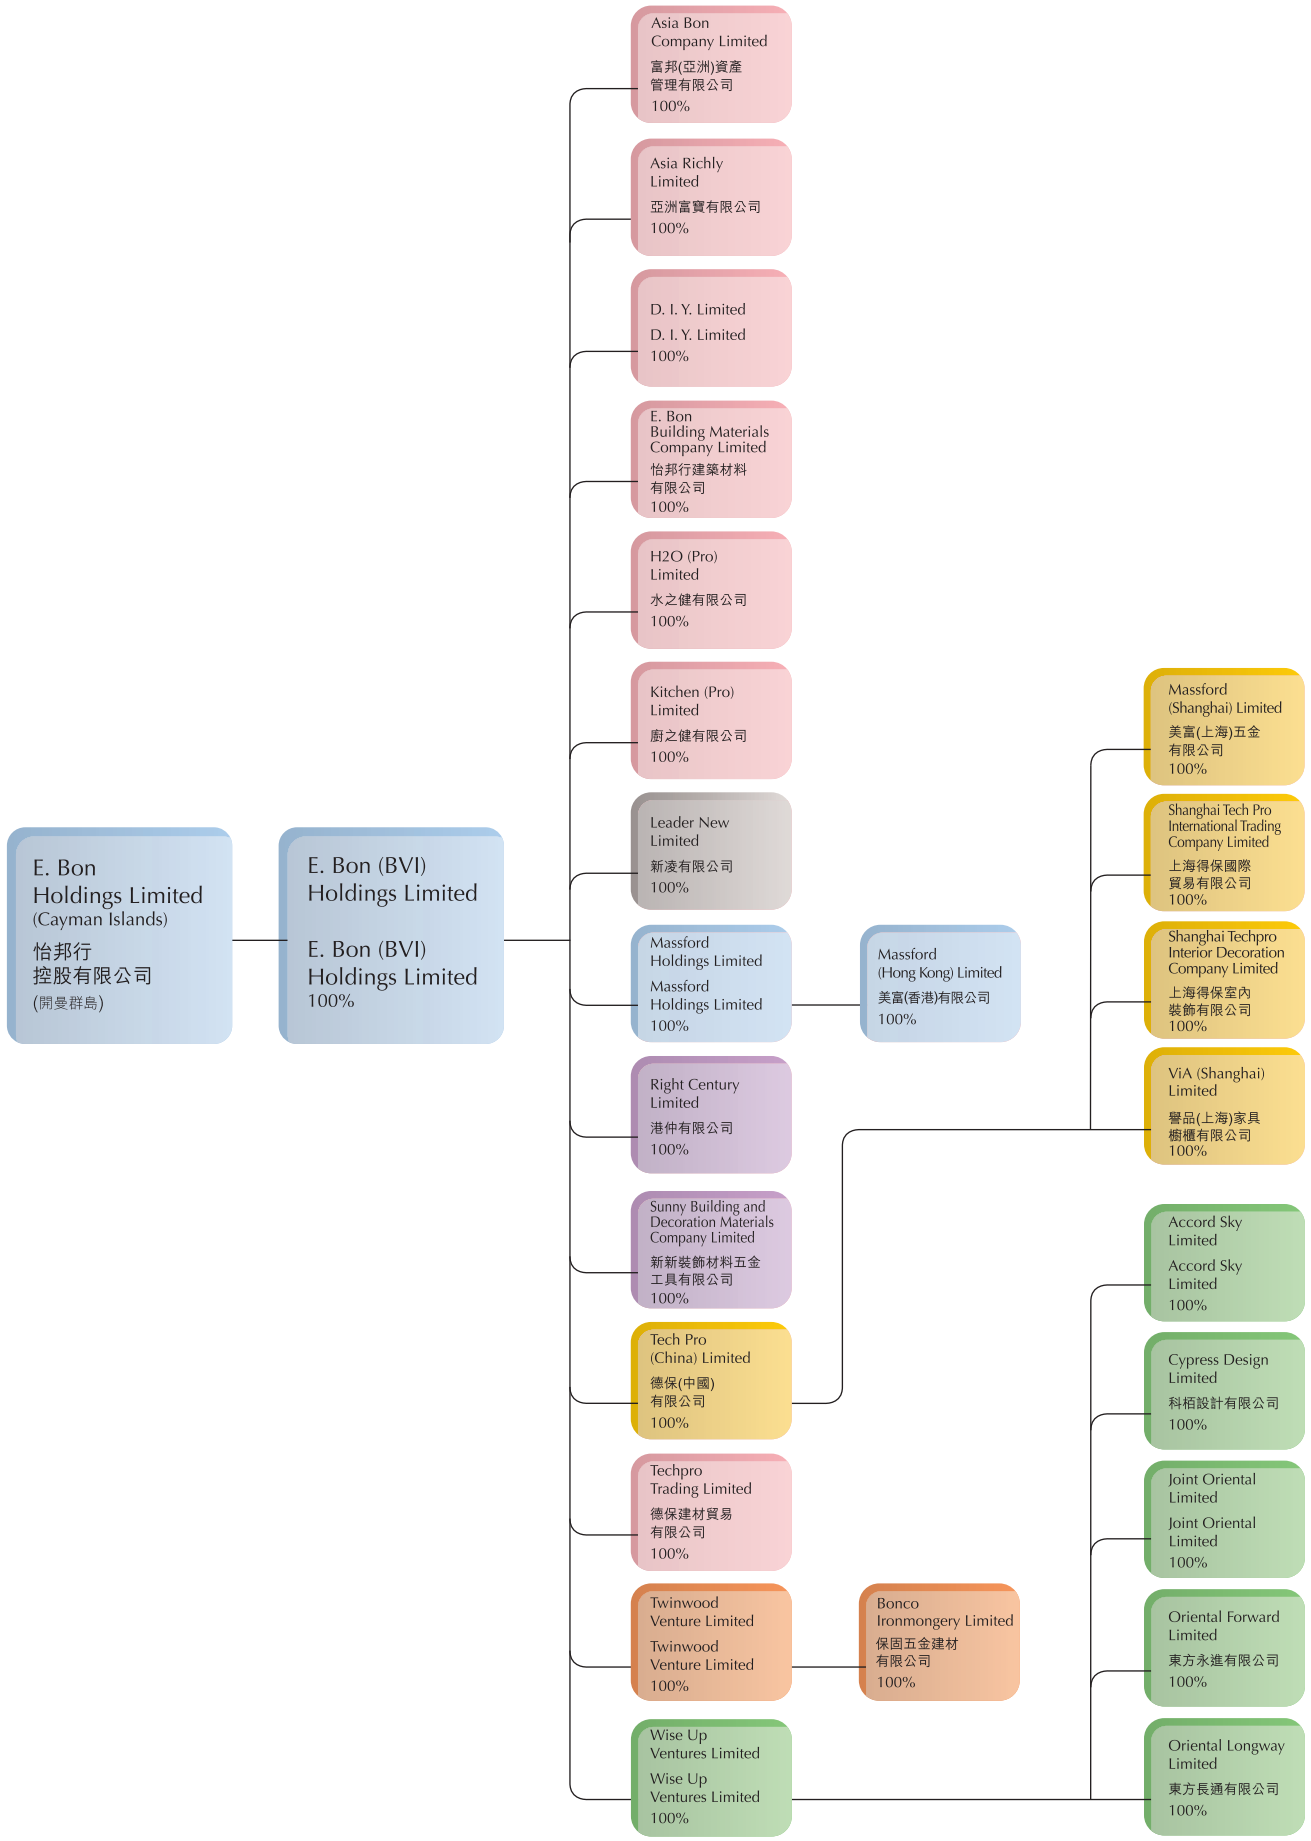 E. Bon
Holdings Limited
(Cayman Islands)
怡邦行
控股有限公司
(開曼群島)
E. Bon (BVI)
Holdings Limited
E. Bon (BVI)
Holdings Limited
100%
Asia Bon
Company Limited
富邦(亞洲)資產
管理有限公司
100%
Asia Richly
Limited
亞洲富寶有限公司
100%
D. I. Y. Limited
D. I. Y. Limited
100%
E. Bon
Building Materials
Company Limited
怡邦行建築材料
有限公司
100%
H2O (Pro)
Limited
水之健有限公司
100%
Kitchen (Pro)
Limited
廚之健有限公司
100%
Leader New
Limited
新凌有限公司
100%
Massford
Holdings Limited
Massford
Holdings Limited
100%
Massford
(Hong Kong) Limited
美富(香港)有限公司
100%
Right Century
Limited
港仲有限公司
100%
Sunny Building and
Decoration Materials
Company Limited
新新裝飾材料五金
工具有限公司
100%
Tech Pro
(China) Limited
德保(中國)
有限公司
100%
Techpro
Trading Limited
德保建材貿易
有限公司
100%
Twinwood
Venture Limited
Twinwood
Venture Limited
100%
Bonco
Ironmongery Limited
保固五金建材
有限公司
100%
Wise Up
Ventures Limited
Wise Up
Ventures Limited
100%
Massford
(Shanghai) Limited
美富(上海)五金
有限公司
100%
Shanghai Tech Pro
International Trading
Company Limited
上海得保國際
貿易有限公司
100%
Shanghai Techpro
Interior Decoration
Company Limited
上海得保室內
裝飾有限公司
100%
ViA (Shanghai)
Limited
譽品(上海)家具
櫥櫃有限公司
100%
Accord Sky
Limited
Accord Sky
Limited
100%
Cypress Design
Limited
科栢設計有限公司
100%
Joint Oriental
Limited
Joint Oriental
Limited
100%
Oriental Forward
Limited
東方永進有限公司
100%
Oriental Longway
Limited
東方長通有限公司
100%